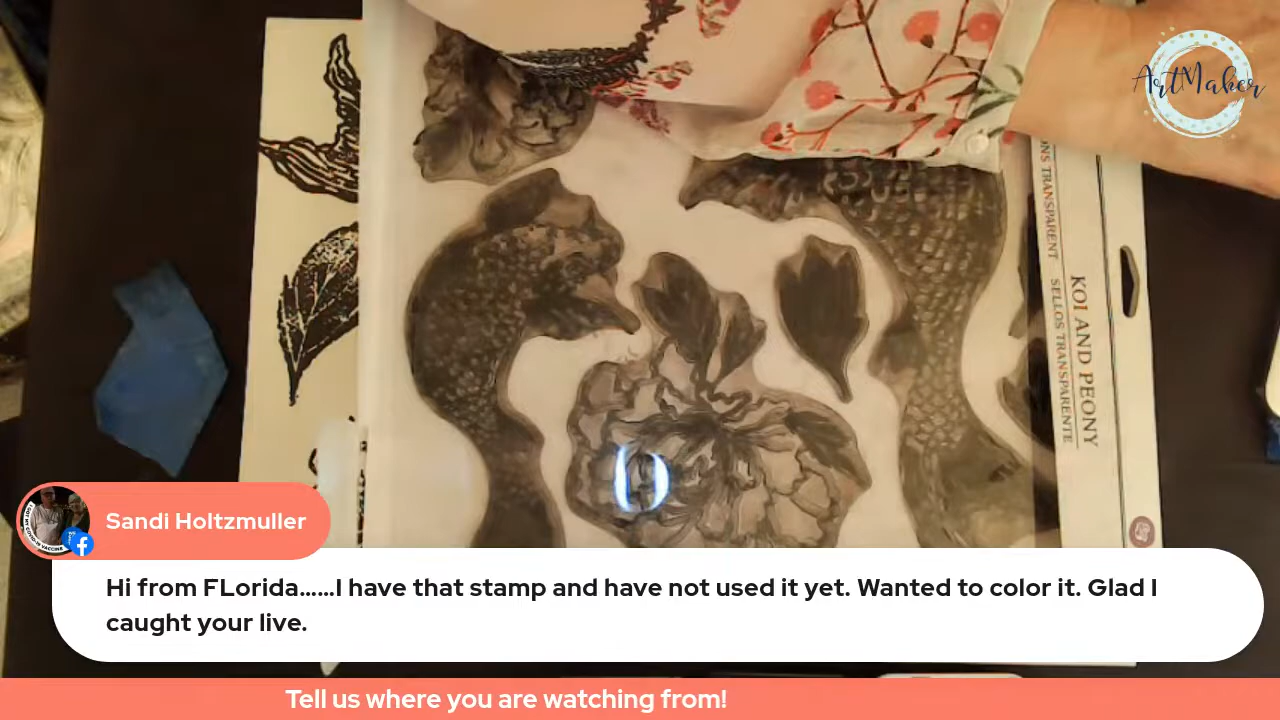 ArtMaker
NS TRANSPARENT
SELLOS TRANSPARENTE
KOI AND PEONY
Sandi Holtzmuller
Hi from FLorida......I have that stamp and have not used it yet. Wanted to color it. Glad I
caught your live.
Tell us where you are watching from!